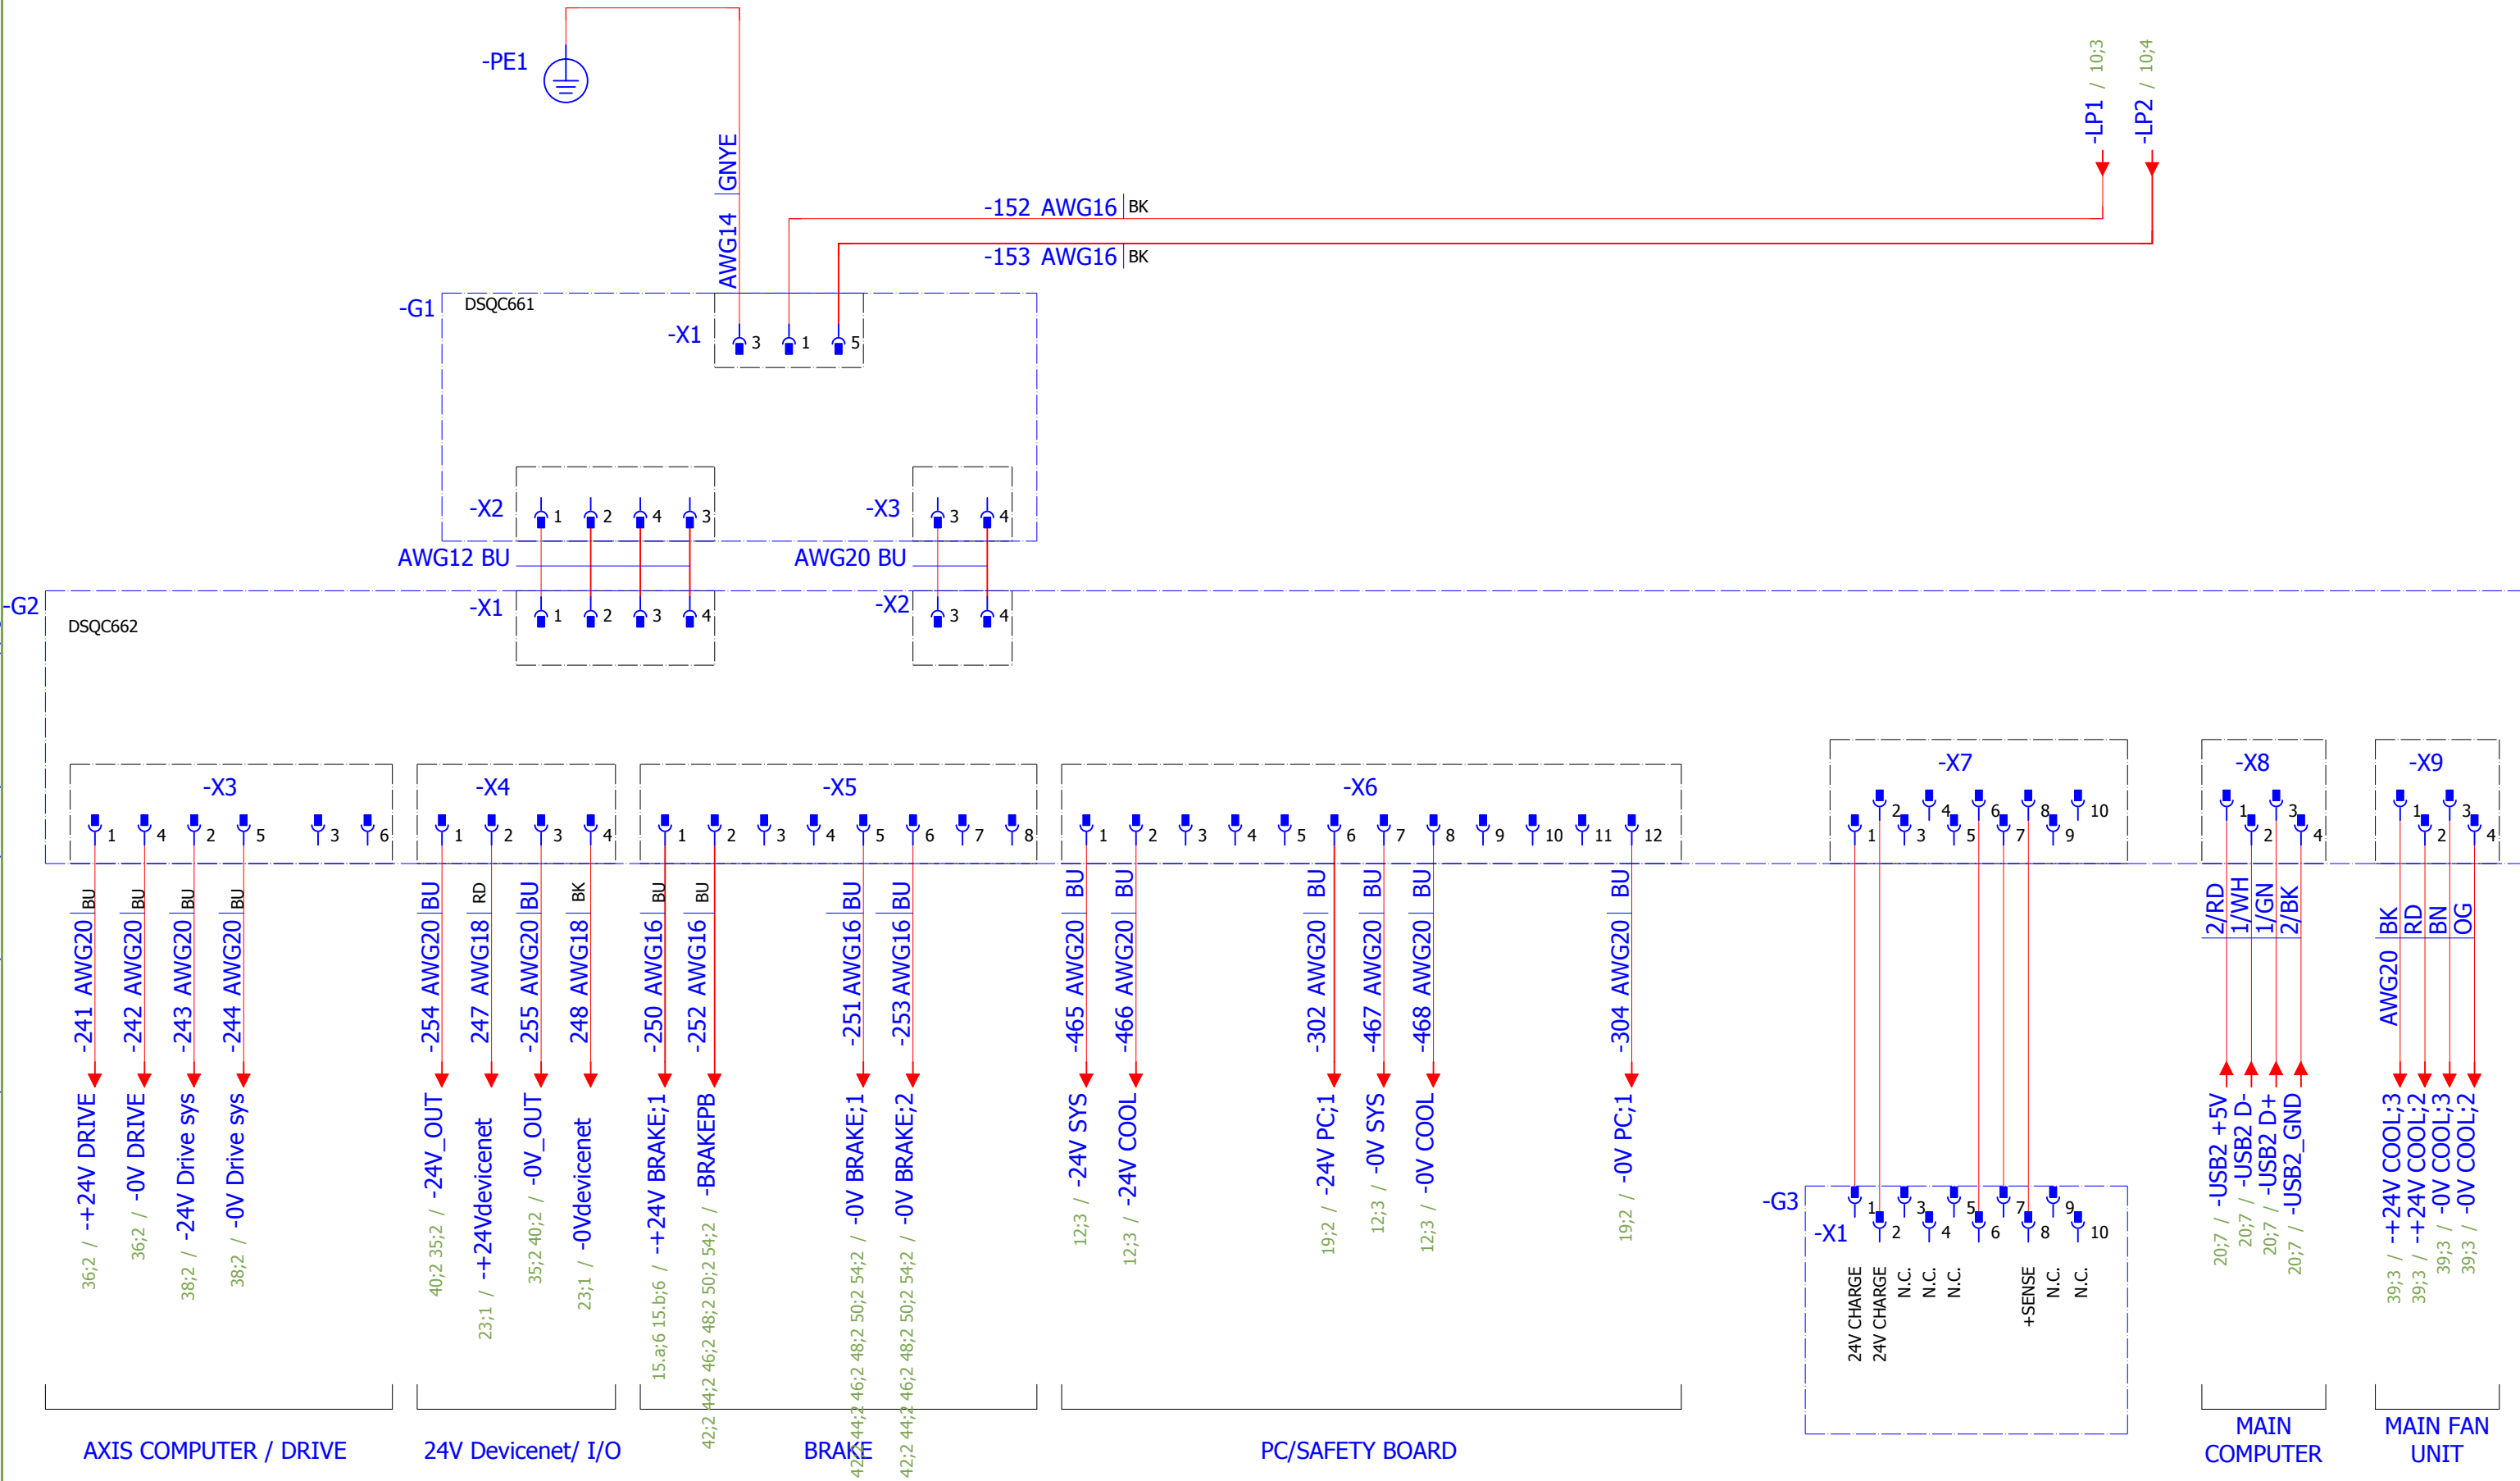 -PE1
-LP1 / 10;3
-LP2 / 10;4
AWG14 GNYE
-152 AWG16 BK
-153 AWG16 BK
-G1
DSQC661
-X1
3 1 5
-X2
1 2 4 3
-X3
3 4
AWG12 BU
AWG20 BU
-G2
DSQC662
-X1
1 2 3 4
-X2
3 4
-X3
1 4 2 5 3 6
-X4
1 2 3 4
-X5
1 2 3 4 5 6 7 8
-X6
1 2 3 4 5 6 7 8 9 10 11 12
-X7
2 4 6 8 10
1 3 5 7 9
-X8
1 3
2 4
-X9
1 3
2 4
-241 AWG20 BU
36;2 / -+24V DRIVE
-242 AWG20 BU
36;2 / -0V DRIVE
-243 AWG20 BU
38;2 / -24V Drive sys
-244 AWG20 BU
38;2 / -0V Drive sys
-254 AWG20 BU
40;2 35;2 / -24V_OUT
247 AWG18 RD
23;1 / -+24Vdevicenet
-255 AWG20 BU
35;2 40;2 / -0V_OUT
248 AWG18 BK
23;1 / -0Vdevicenet
-250 AWG16 BU
15.a;6 15.b;6 / -+24V BRAKE;1
-252 AWG16 BU
42;2 44;2 46;2 48;2 50;2 54;2 / -BRAKEPB
-251 AWG16 BU
42;2 44;2 46;2 48;2 50;2 54;2 / -0V BRAKE;1
-253 AWG16 BU
42;2 44;2 46;2 48;2 50;2 54;2 / -0V BRAKE;2
-465 AWG20 BU
12;3 / -24V SYS
-466 AWG20 BU
12;3 / -24V COOL
-302 AWG20 BU
19;2 / -24V PC;1
-467 AWG20 BU
12;3 / -0V SYS
-468 AWG20 BU
12;3 / -0V COOL
-304 AWG20 BU
19;2 / -0V PC;1
-G3
-X1
1 3 5 7 9
2 4 6 8 10
24V CHARGE
24V CHARGE
N.C.
N.C.
N.C.
+SENSE
N.C.
N.C.
2/RD
1/WH
1/GN
2/BK
20;7 / -USB2 +5V
20;7 / -USB2 D-
20;7 / -USB2 D+
20;7 / -USB2_GND
AWG20 BK
RD
BN
OG
39;3 / -+24V COOL;3
39;3 / -+24V COOL;2
39;3 / -0V COOL;3
39;3 / -0V COOL;2
AXIS COMPUTER / DRIVE
24V Devicenet/ I/O
BRAKE
PC/SAFETY BOARD
MAIN
COMPUTER
MAIN FAN
UNIT